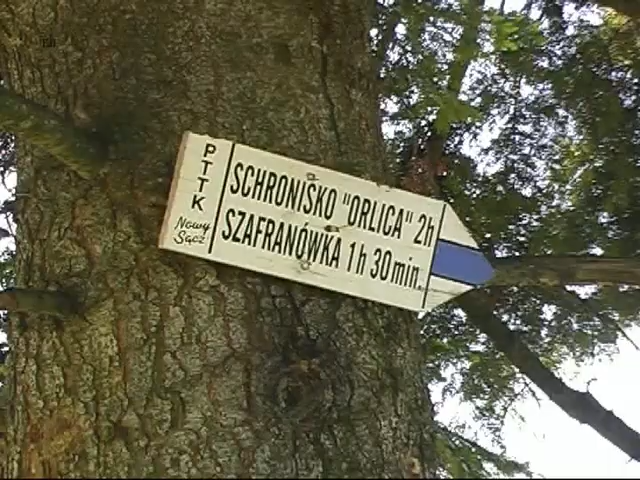 PTTK
Nowy
Sącz
SCHRONISKO "ORLICA" 2h
SZAFRANÓWKA 1h 30min.